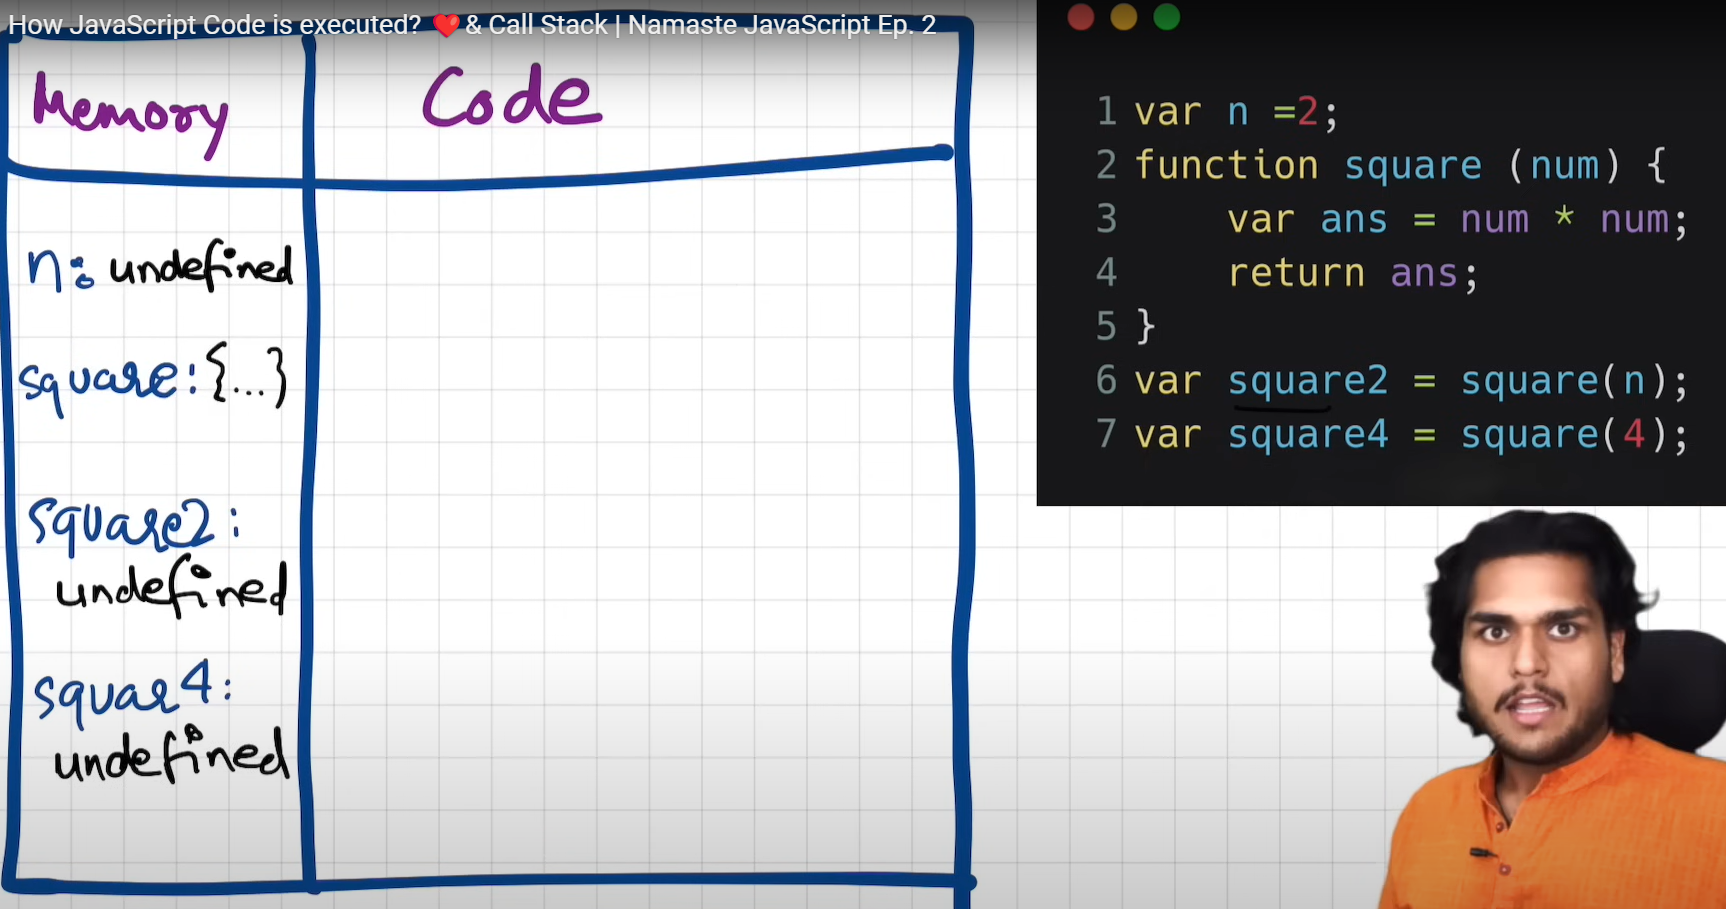 How JavaScript Code is executed? ❤️ & Call Stack | Namaste JavaScript Ep. 2
Memory
Code
n: undefined
square: {...}
square2:
undefined
squar4:
undefined
1 var n =2;
2 function square (num) {
3     var ans = num * num;
4     return ans;
5 }
6 var square2 = square(n);
7 var square4 = square(4);